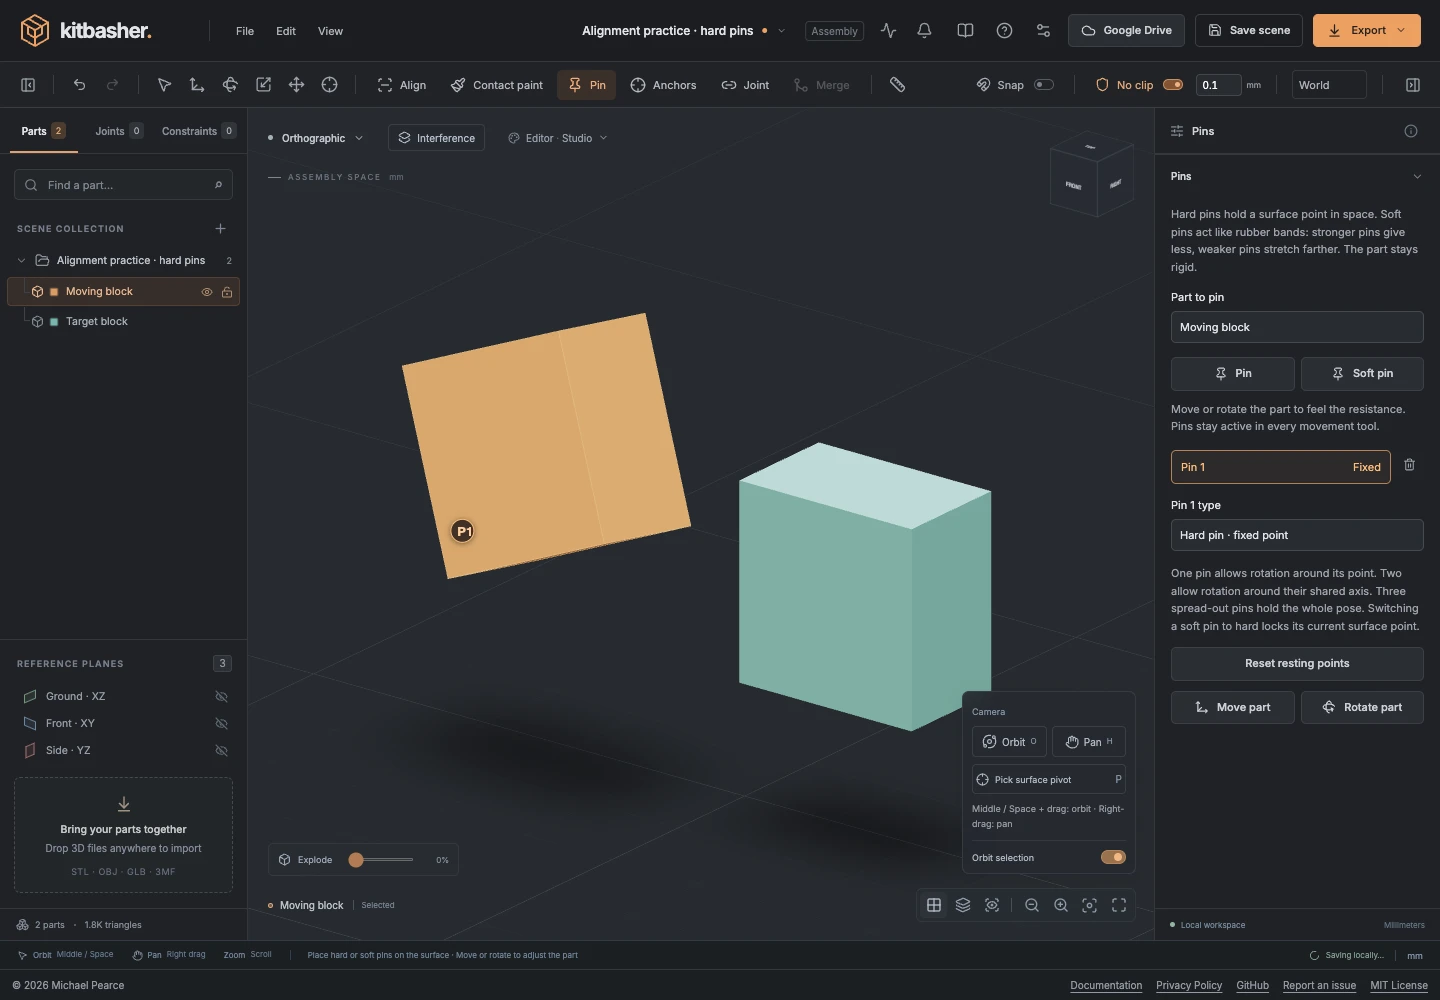 kitbasher.
File Edit View
Alignment practice · hard pins
Assembly
Google Drive
Save scene
Export
Align
Contact paint
Pin
Anchors
Joint
Merge
Snap
No clip
0.1 mm
World
Parts 2
Joints 0
Constraints 0
Find a part...
SCENE COLLECTION
Alignment practice · hard pins 2
Moving block
Target block
REFERENCE PLANES 3
Ground · XZ
Front · XY
Side · YZ
Bring your parts together
Drop 3D files anywhere to import
STL · OBJ · GLB · 3MF
2 parts · 1.8K triangles
Orthographic
Interference
Editor · Studio
ASSEMBLY SPACE mm
FRONT
RIGHT
P1
Camera
Orbit O
Pan H
Pick surface pivot P
Middle / Space + drag: orbit · Right-
drag: pan
Orbit selection
Explode 0%
Moving block Selected
Pins
Pins
Hard pins hold a surface point in space. Soft
pins act like rubber bands: stronger pins give
less, weaker pins stretch farther. The part stays
rigid.
Part to pin
Moving block
Pin
Soft pin
Move or rotate the part to feel the resistance.
Pins stay active in every movement tool.
Pin 1 Fixed
Pin 1 type
Hard pin · fixed point
One pin allows rotation around its point. Two
allow rotation around their shared axis. Three
spread-out pins hold the whole pose. Switching
a soft pin to hard locks its current surface point.
Reset resting points
Move part
Rotate part
Local workspace
Millimeters
Orbit Middle / Space
Pan Right drag
Zoom Scroll
Place hard or soft pins on the surface · Move or rotate to adjust the part
Saving locally...
mm
© 2026 Michael Pearce
Documentation Privacy Policy GitHub Report an issue MIT License